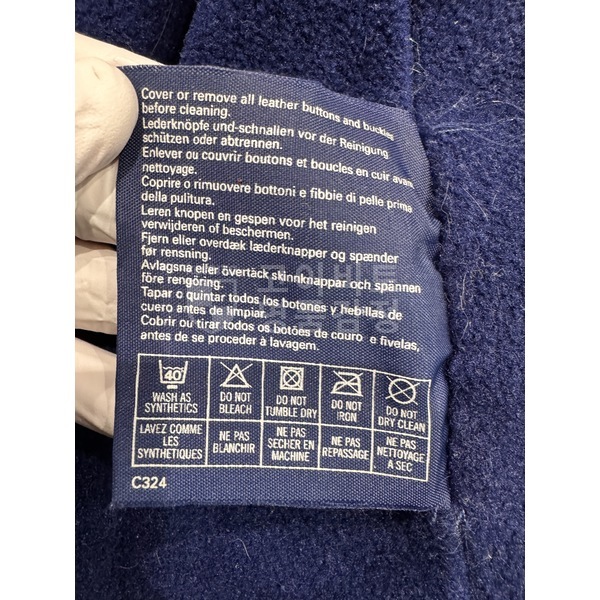 Cover or remove all leather buttons and buckles
before cleaning.
Lederknöpfe und-schnallen vor der Reinigung
schützen oder abtrennen.
Enlever ou couvrir boutons et boucles en cuir avant
nettoyage.
Coprire o rimuovere bottoni e fibbie di pelle prima
della pulitura.
Leren knopen en gespen voor het reinigen
verwijderen of beschermen.
Fjern eller overdæk læderknapper og spænder
før rensning.
Avlagsna eller övertäck skinnknappar och spännen
före rengöring.
Tapar o quintar todos los botones y hebillas de
cuero antes de limpiar.
Cobrir ou tirar todos os botões de couro e fivelas,
antes de se proceder à lavagem.
40°
WASH AS SYNTHETICS
DO NOT BLEACH
DO NOT TUMBLE DRY
DO NOT IRON
DO NOT DRY CLEAN
LAVEZ COMME LES SYNTHETIQUES
NE PAS BLANCHIR
NE PAS SECHER EN MACHINE
NE PAS REPASSAGE
NE PAS NETTOYAGE A SEC
C324